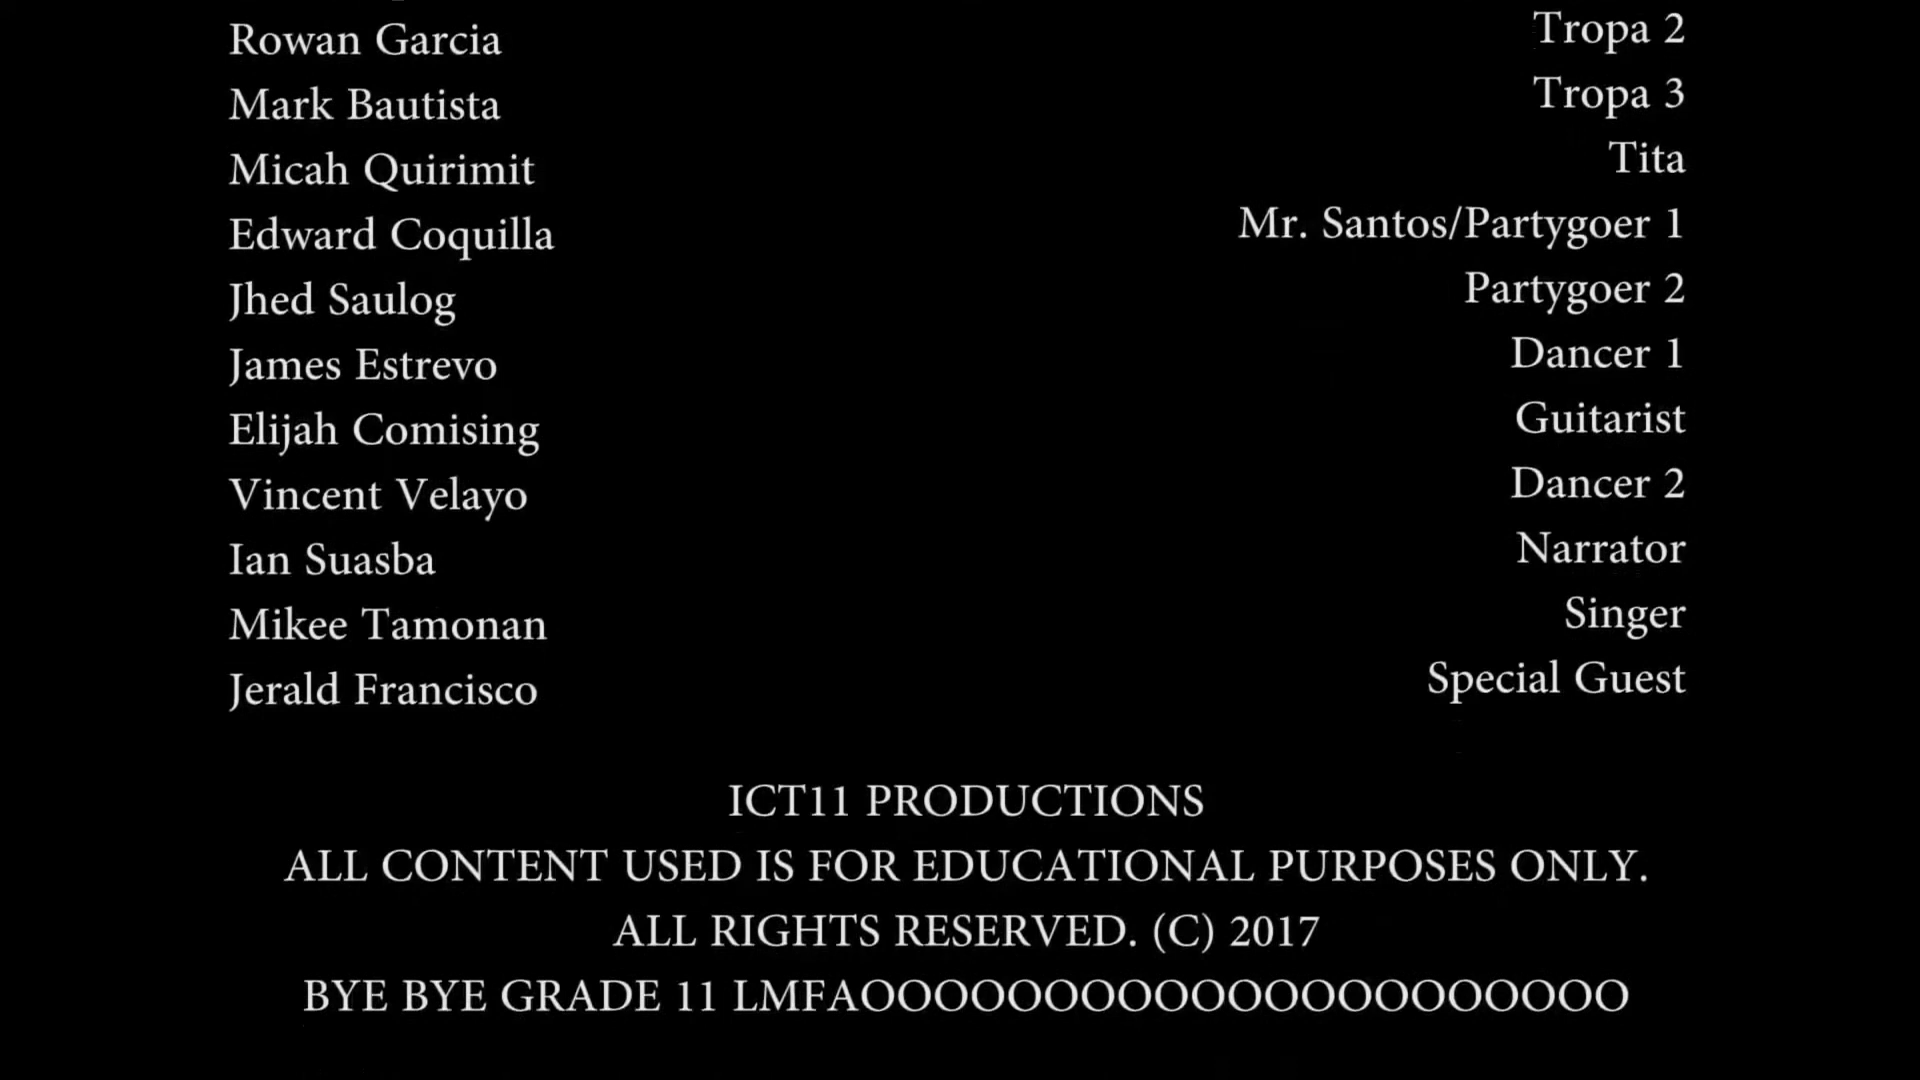 Rowan Garcia Tropa 2
Mark Bautista Tropa 3
Micah Quirimit Tita
Edward Coquilla Mr. Santos/Partygoer 1
Jhed Saulog Partygoer 2
James Estrevo Dancer 1
Elijah Comising Guitarist
Vincent Velayo Dancer 2
Ian Suasba Narrator
Mikee Tamonan Singer
Jerald Francisco Special Guest
ICT11 PRODUCTIONS
ALL CONTENT USED IS FOR EDUCATIONAL PURPOSES ONLY.
ALL RIGHTS RESERVED. (C) 2017
BYE BYE GRADE 11 LMFAOOOOOOOOOOOOOOOOOOOOO